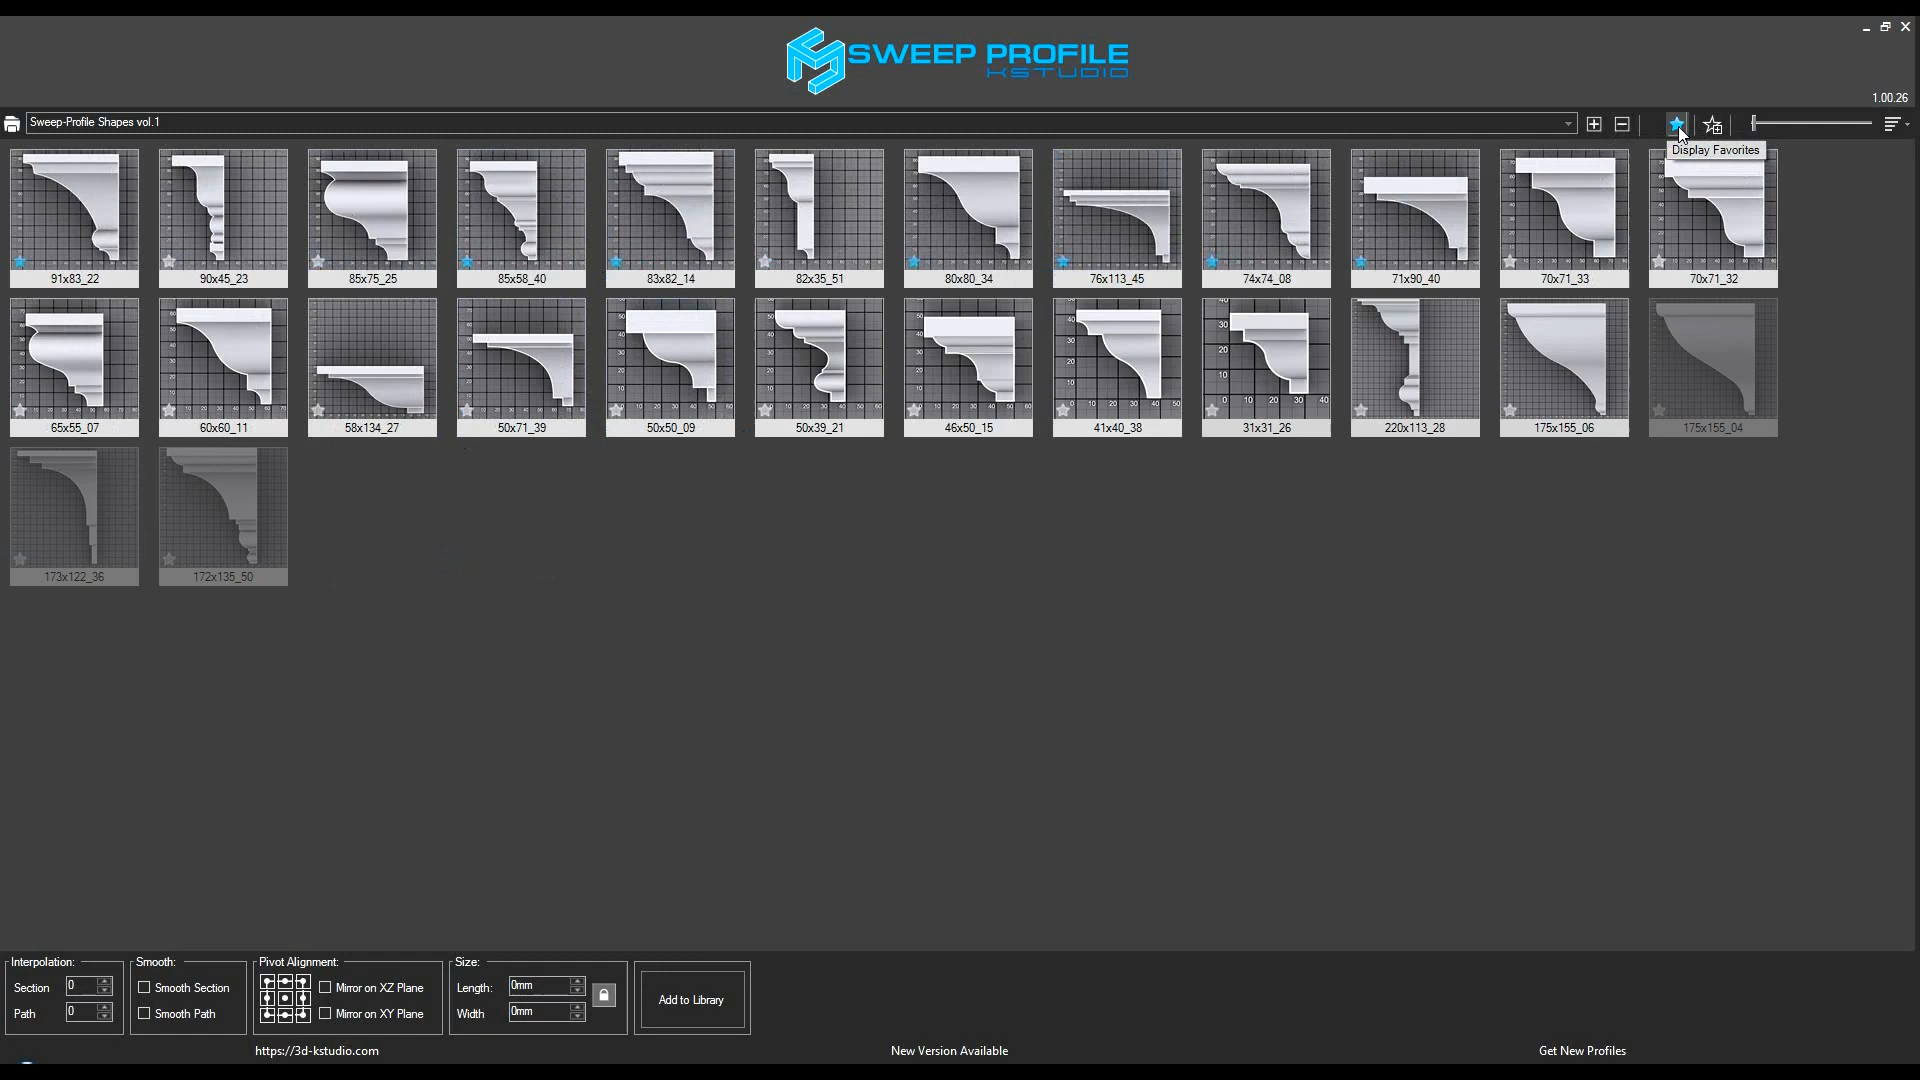 SWEEP PROFILE
KSTUDIO
1.00.26
Sweep-Profile Shapes vol.1
Display Favorites
91x83_22 90x45_23 85x75_25 85x58_40 83x82_14 82x35_51 80x80_34 76x113_45 74x74_08 71x90_40 70x71_33 70x71_32
65x55_07 60x60_11 58x134_27 50x71_39 50x50_09 50x39_21 46x50_15 41x40_38 31x31_26 220x113_28 175x155_06 175x155_04
173x122_36 172x135_50
Interpolation: Smooth: Pivot Alignment: Size:
Section 0 Smooth Section Mirror on XZ Plane Length: 0mm
Add to Library
Path 0 Smooth Path Mirror on XY Plane Width 0mm
https://3d-kstudio.com New Version Available Get New Profiles